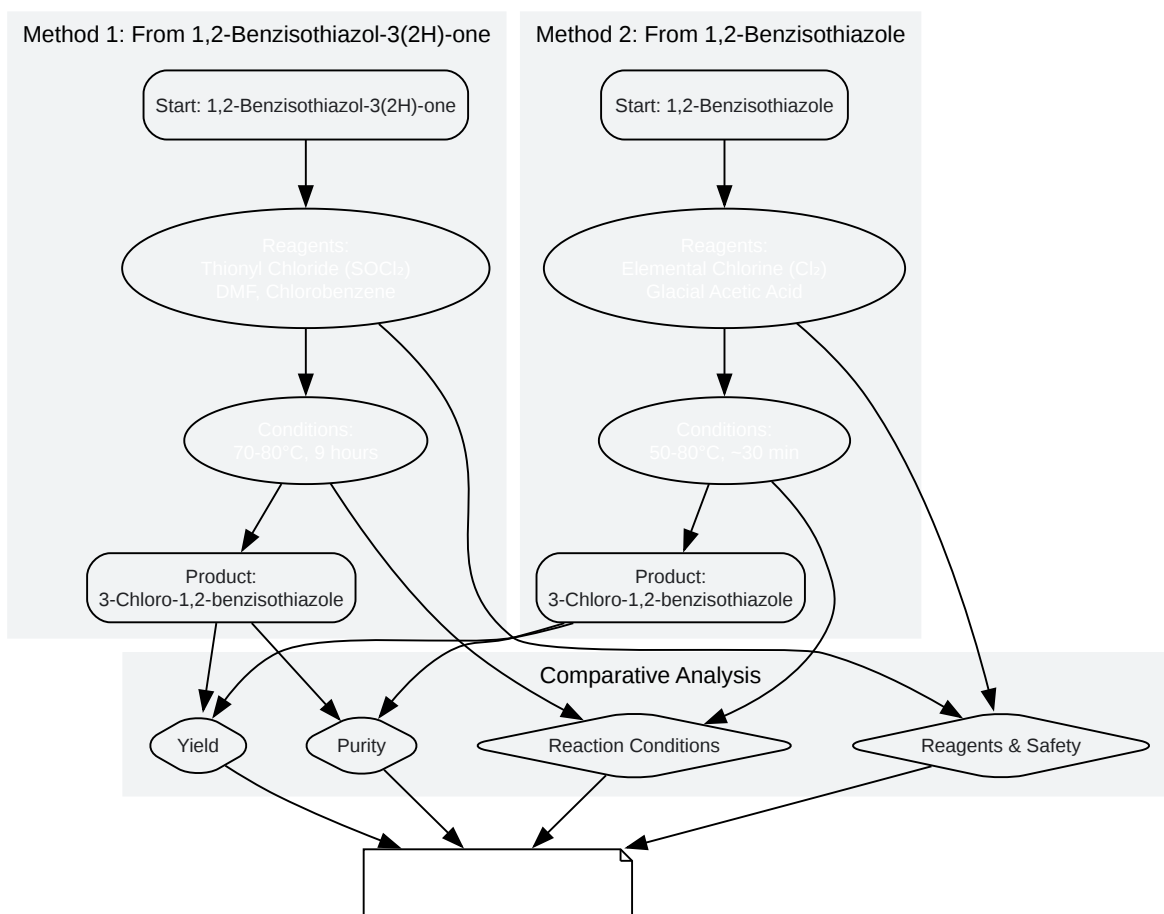 Method 1: From 1,2-Benzisothiazol-3(2H)-one
Start: 1,2-Benzisothiazol-3(2H)-one
Reagents:
Thionyl Chloride (SOCl₂)
DMF, Chlorobenzene
Conditions:
70-80°C, 9 hours
Product:
3-Chloro-1,2-benzisothiazole
Method 2: From 1,2-Benzisothiazole
Start: 1,2-Benzisothiazole
Reagents:
Elemental Chlorine (Cl₂)
Glacial Acetic Acid
Conditions:
50-80°C, ~30 min
Product:
3-Chloro-1,2-benzisothiazole
Comparative Analysis
Yield
Purity
Reaction Conditions
Reagents & Safety